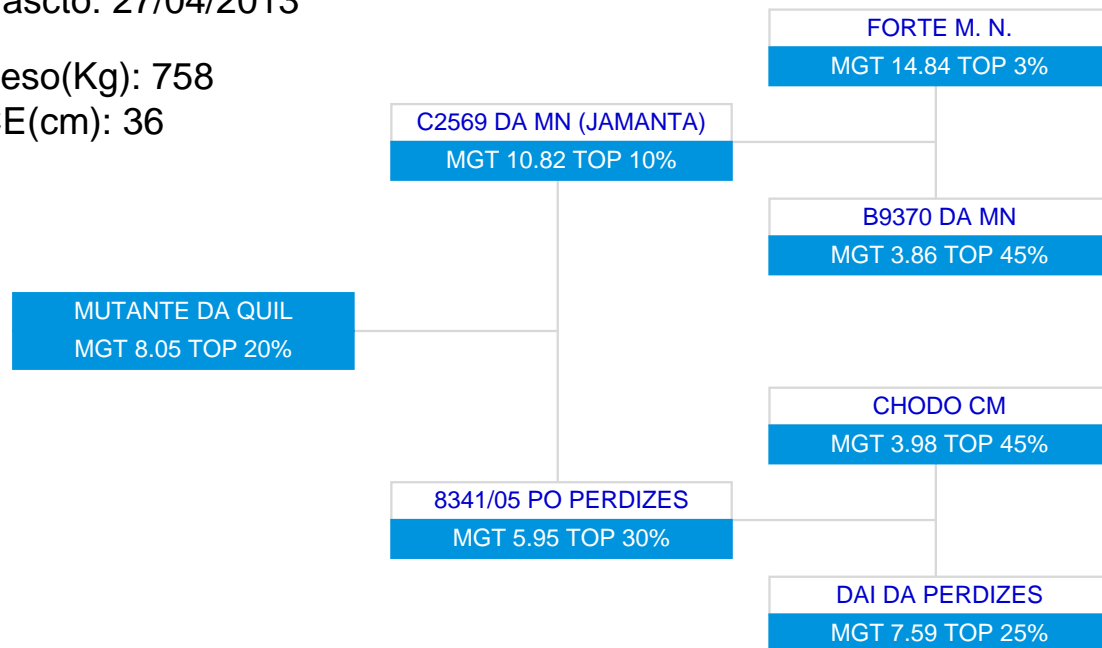 ascto: 27/04/2013
eso(Kg): 758
E(cm): 36
FORTE M. N.
MGT 14.84 TOP 3%
C2569 DA MN (JAMANTA)
MGT 10.82 TOP 10%
B9370 DA MN
MGT 3.86 TOP 45%
MUTANTE DA QUIL
MGT 8.05 TOP 20%
CHODO CM
MGT 3.98 TOP 45%
8341/05 PO PERDIZES
MGT 5.95 TOP 30%
DAI DA PERDIZES
MGT 7.59 TOP 25%